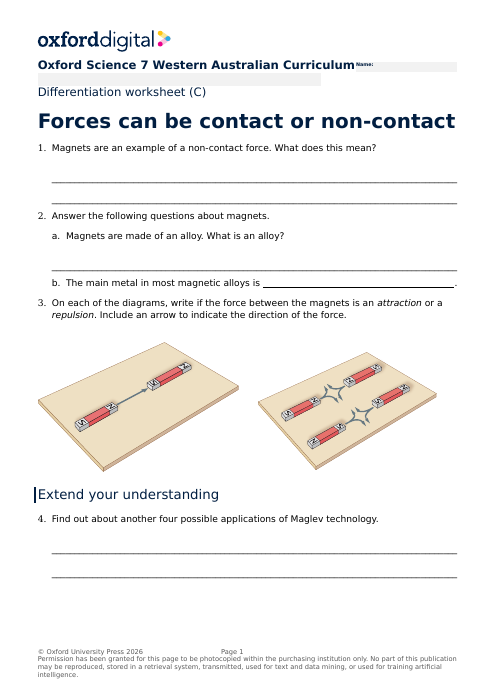 oxforddigital
Oxford Science 7 Western Australian Curriculum Name:
Differentiation worksheet (C)
Forces can be contact or non-contact
1. Magnets are an example of a non-contact force. What does this mean?
2. Answer the following questions about magnets.
a. Magnets are made of an alloy. What is an alloy?
b. The main metal in most magnetic alloys is ______.
3. On each of the diagrams, write if the force between the magnets is an attraction or a
repulsion. Include an arrow to indicate the direction of the force.
Extend your understanding
4. Find out about another four possible applications of Maglev technology.
© Oxford University Press 2026 Page 1
Permission has been granted for this page to be photocopied within the purchasing institution only. No part of this publication
may be reproduced, stored in a retrieval system, transmitted, used for text and data mining, or used for training artificial
intelligence.